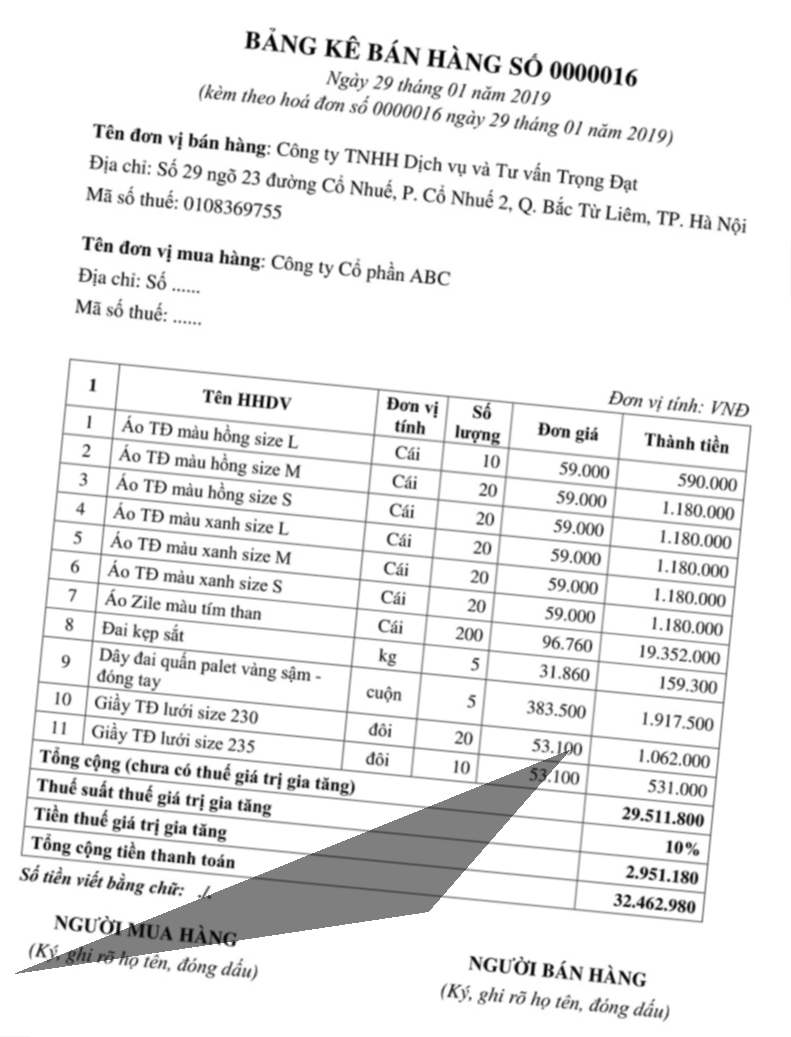 BẢNG KÊ BÁN HÀNG SỐ 0000016
Ngày 29 tháng 01 năm 2019
(kèm theo hoá đơn số 0000016 ngày 29 tháng 01 năm 2019)
Tên đơn vị bán hàng: Công ty TNHH Dịch vụ và Tư vấn Trọng Đạt
Địa chỉ: Số 29 ngõ 23 đường Cổ Nhuế, P. Cổ Nhuế 2, Q. Bắc Từ Liêm, TP. Hà Nội
Mã số thuế: 0108369755
Tên đơn vị mua hàng: Công ty Cổ phần ABC
Địa chỉ: Số ......
Mã số thuế: ......
Đơn vị tính: VNĐ
1 Tên HHDV Đơn vị tính Số lượng Đơn giá Thành tiền
1 Áo TĐ màu hồng size L Cái 10 59.000 590.000
2 Áo TĐ màu hồng size M Cái 20 59.000 1.180.000
3 Áo TĐ màu hồng size S Cái 20 59.000 1.180.000
4 Áo TĐ màu xanh size L Cái 20 59.000 1.180.000
5 Áo TĐ màu xanh size M Cái 20 59.000 1.180.000
6 Áo TĐ màu xanh size S Cái 20 59.000 1.180.000
7 Áo Zile màu tím than Cái 200 96.760 19.352.000
8 Đai kẹp sắt kg 5 31.860 159.300
9 Dây đai quấn palet vàng sậm - đóng tay cuộn 5 383.500 1.917.500
10 Giầy TĐ lưới size 230 đôi 20 53.100 1.062.000
11 Giầy TĐ lưới size 235 đôi 10 53.100 531.000
Tổng cộng (chưa có thuế giá trị gia tăng) 29.511.800
Thuế suất thuế giá trị gia tăng 10%
Tiền thuế giá trị gia tăng 2.951.180
Tổng cộng tiền thanh toán 32.462.980
Số tiền viết bằng chữ: ./.
NGƯỜI MUA HÀNG
(Ký, ghi rõ họ tên, đóng dấu)
NGƯỜI BÁN HÀNG
(Ký, ghi rõ họ tên, đóng dấu)